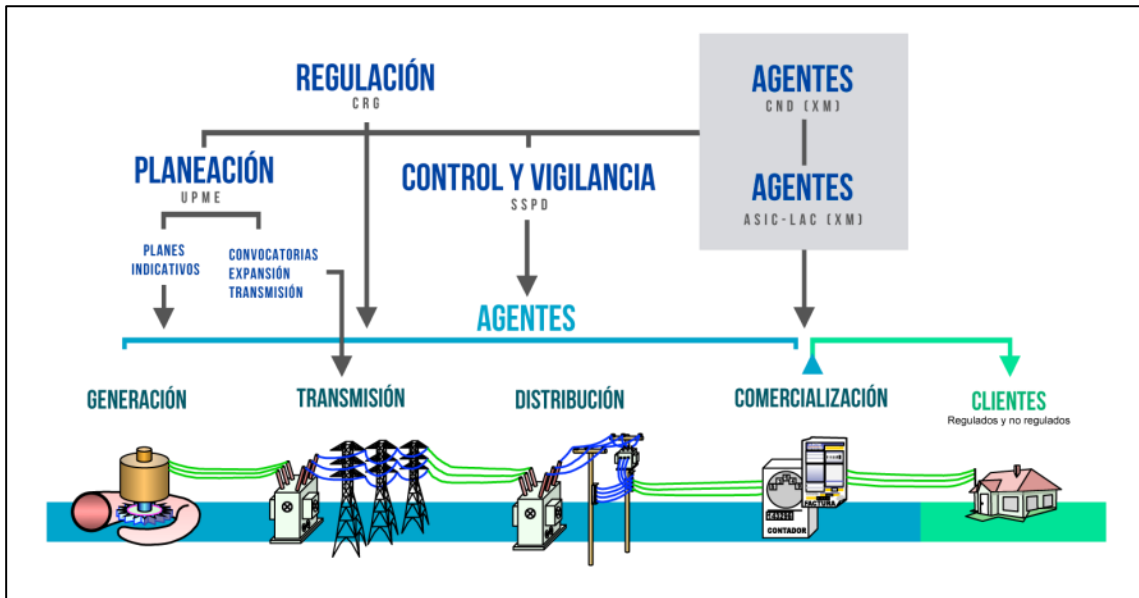 REGULACIÓN
CRG
AGENTES
CND (XM)
PLANEACIÓN
UPME
CONTROL Y VIGILANCIA
SSPD
AGENTES
ASIC-LAC (XM)
PLANES
INDICATIVOS
CONVOCATORIAS
EXPANSIÓN
TRANSMISIÓN
AGENTES
GENERACIÓN
TRANSMISIÓN
DISTRIBUCIÓN
COMERCIALIZACIÓN
CLIENTES
Regulados y no regulados
FACTURA
CONTADOR